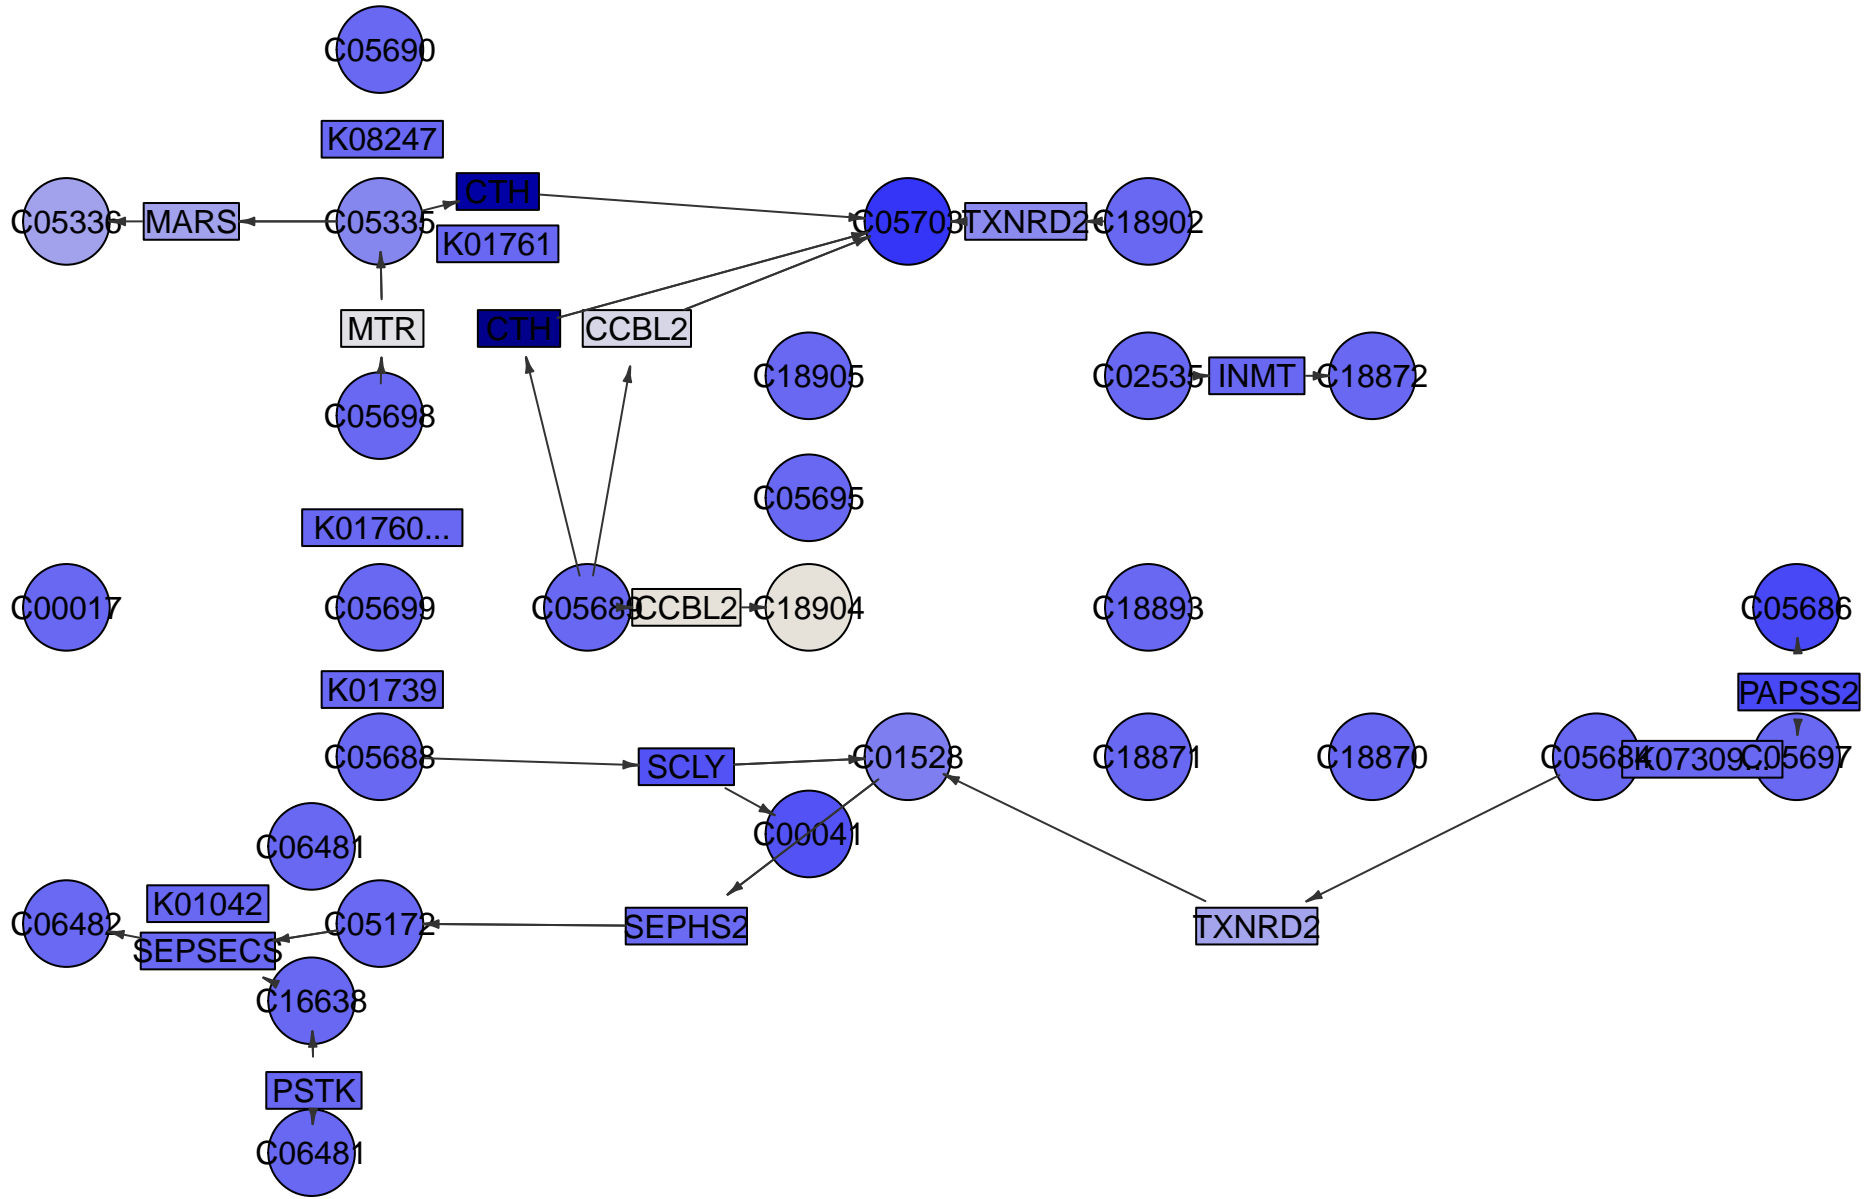 C05690
K08247
CTH
C05336
MARS
C05335
C05703
TXNRD2
C18902
K01761
MTR
CTH
CCBL2
C18905
C02535
INMT
C18872
C05698
C05695
K01760...
C00017
C05699
C05689
CCBL2
C18904
C18893
C05686
K01739
PAPSS2
C05688
SCLY
C01528
C18871
C18870
C05684
K07309...
C05697
C00041
C06481
K01042
C06482
C05172
SEPHS2
TXNRD2
SEPSECS
C16638
PSTK
C06481